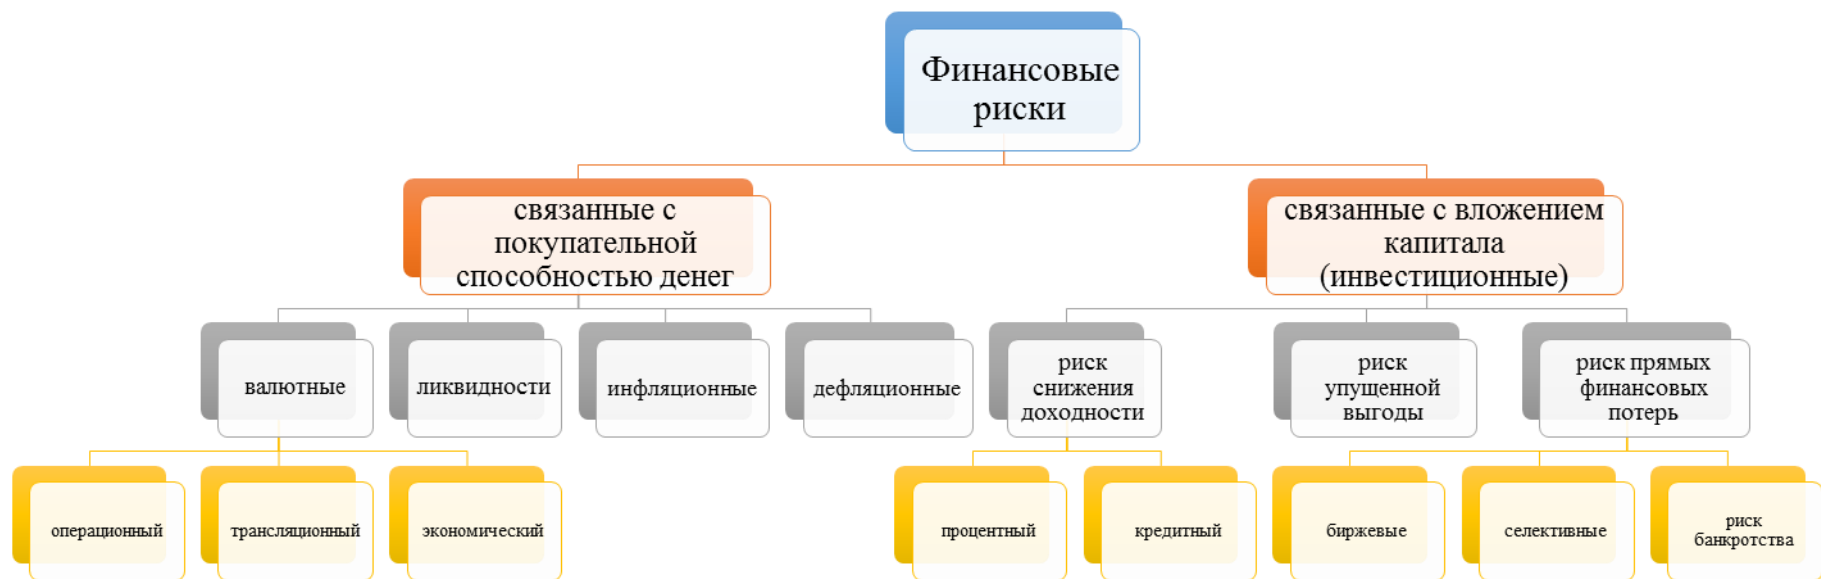 Финансовые
риски
связанные с
покупательной
способностью денег
связанные с вложением
капитала
(инвестиционные)
валютные
ликвидности
инфляционные
дефляционные
риск
снижения
доходности
риск
упущенной
выгоды
риск прямых
финансовых
потерь
операционный
трансляционный
экономический
процентный
кредитный
биржевые
селективные
риск
банкротства